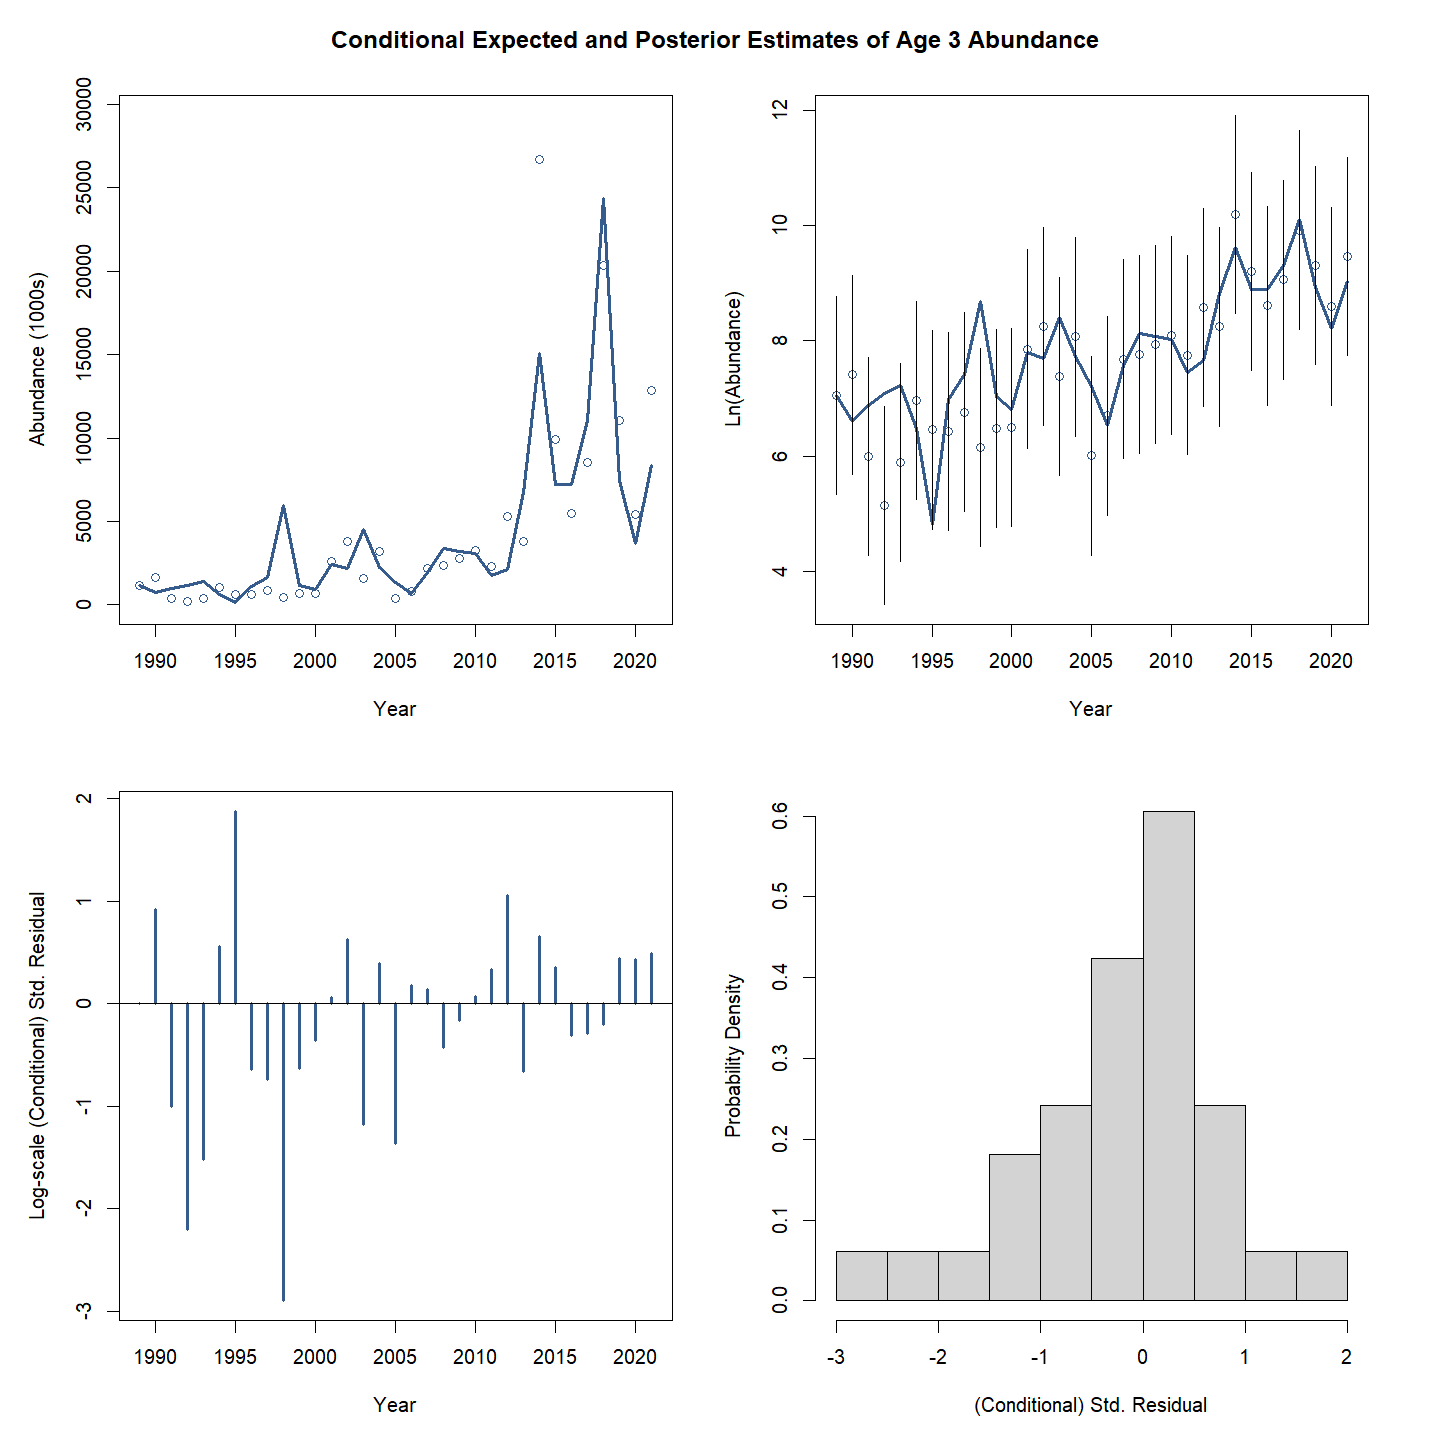 Conditional Expected and Posterior Estimates of Age 3 Abundance
Abundance (1000s)
30000
25000
20000
15000
10000
5000
0
1990 1995 2000 2005 2010 2015 2020
Year
Ln(Abundance)
12
10
8
6
4
1990 1995 2000 2005 2010 2015 2020
Year
Log-scale (Conditional) Std. Residual
2
1
0
-1
-2
-3
1990 1995 2000 2005 2010 2015 2020
Year
Probability Density
0.6
0.5
0.4
0.3
0.2
0.1
0.0
-3 -2 -1 0 1 2
(Conditional) Std. Residual